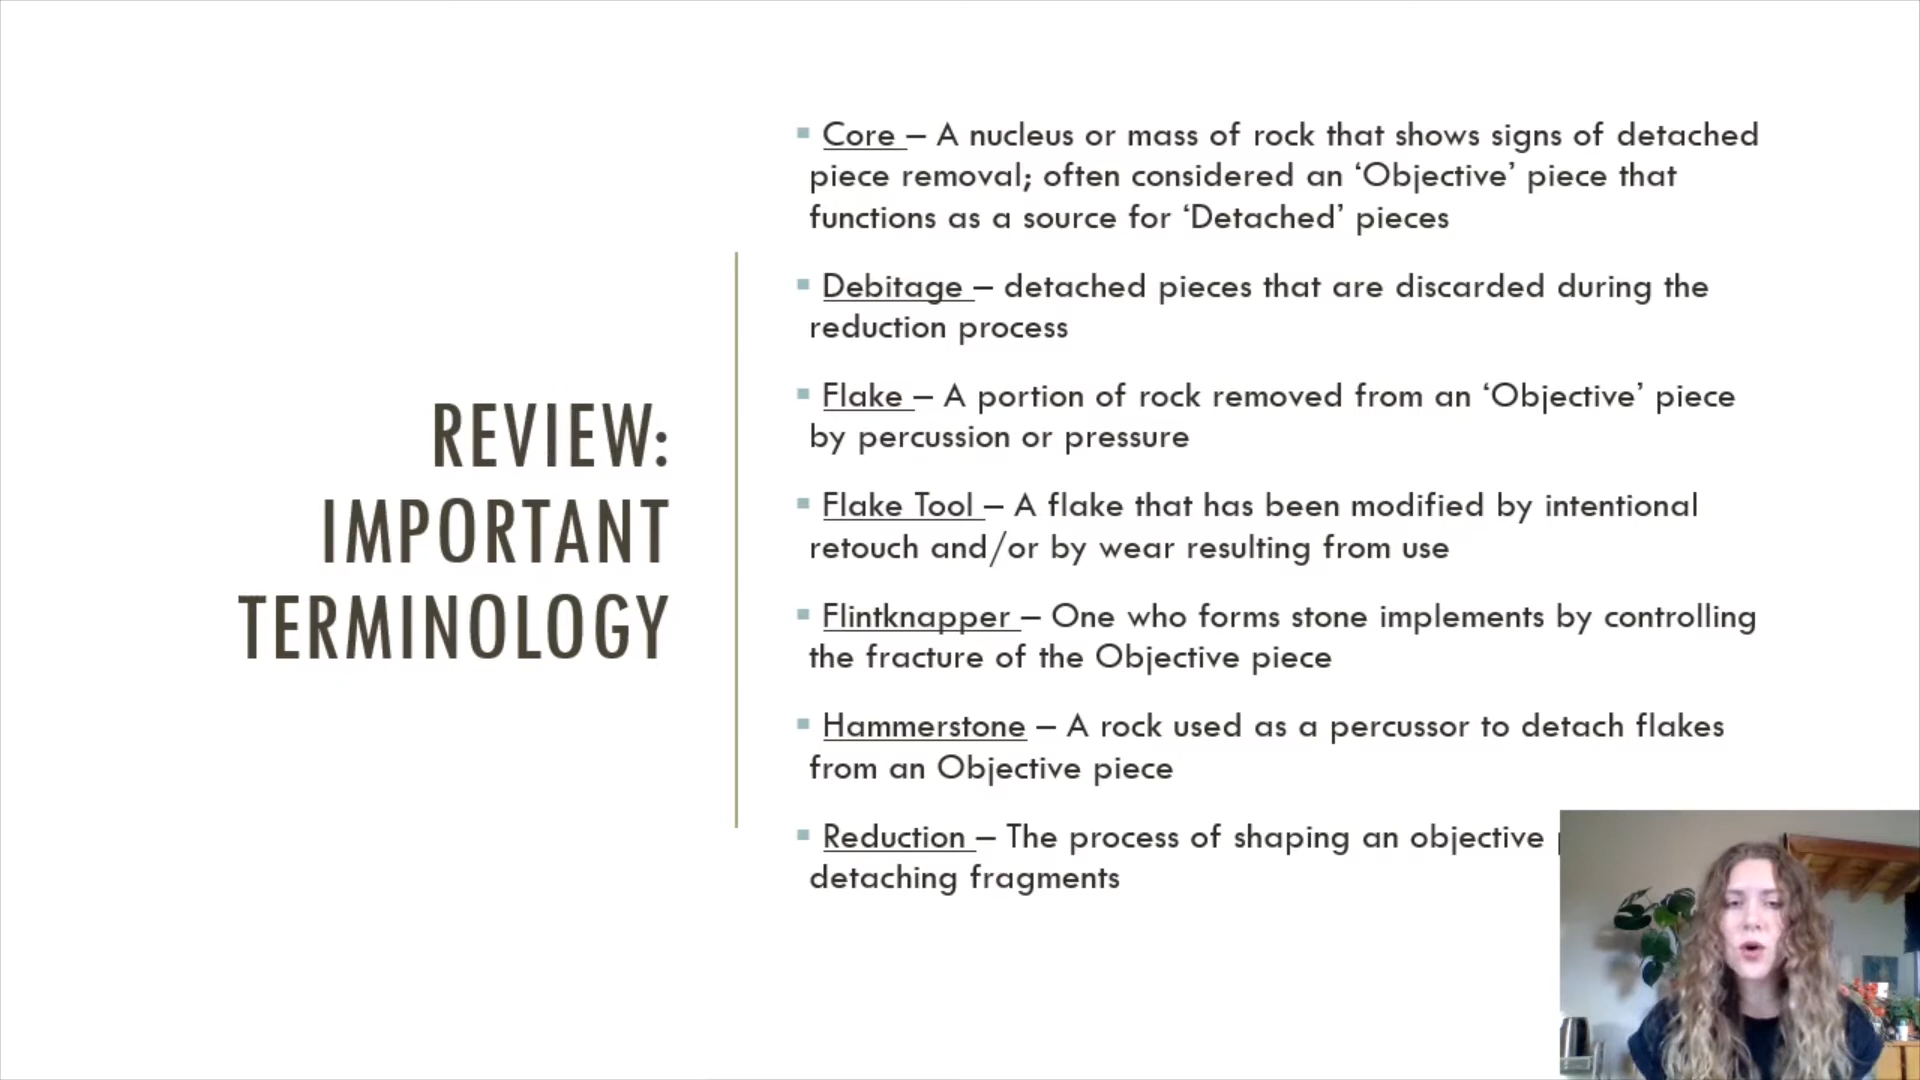 REVIEW:
IMPORTANT
TERMINOLOGY
Core – A nucleus or mass of rock that shows signs of detached
piece removal; often considered an ‘Objective’ piece that
functions as a source for ‘Detached’ pieces
Debitage – detached pieces that are discarded during the
reduction process
Flake – A portion of rock removed from an ‘Objective’ piece
by percussion or pressure
Flake Tool – A flake that has been modified by intentional
retouch and/or by wear resulting from use
Flintknapper – One who forms stone implements by controlling
the fracture of the Objective piece
Hammerstone – A rock used as a percussor to detach flakes
from an Objective piece
Reduction – The process of shaping an objective
detaching fragments